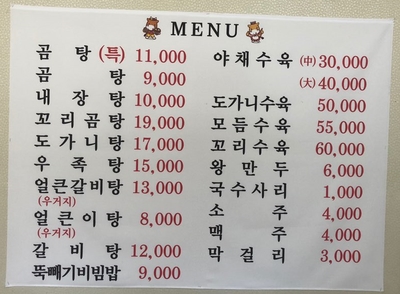 MENU
곰 탕 (특) 11,000
곰 탕 9,000
내 장 탕 10,000
꼬리곰탕 19,000
도가니탕 17,000
우 족 탕 15,000
얼큰갈비탕 13,000
(우거지)
얼 큰 이 탕 8,000
(우거지)
갈 비 탕 12,000
뚝빼기비빔밥 9,000
야채수육 (中) 30,000
(大) 40,000
도가니수육 50,000
모듬수육 55,000
꼬리수육 60,000
왕 만 두 6,000
국수사리 1,000
소 주 4,000
맥 주 4,000
막 걸 리 3,000